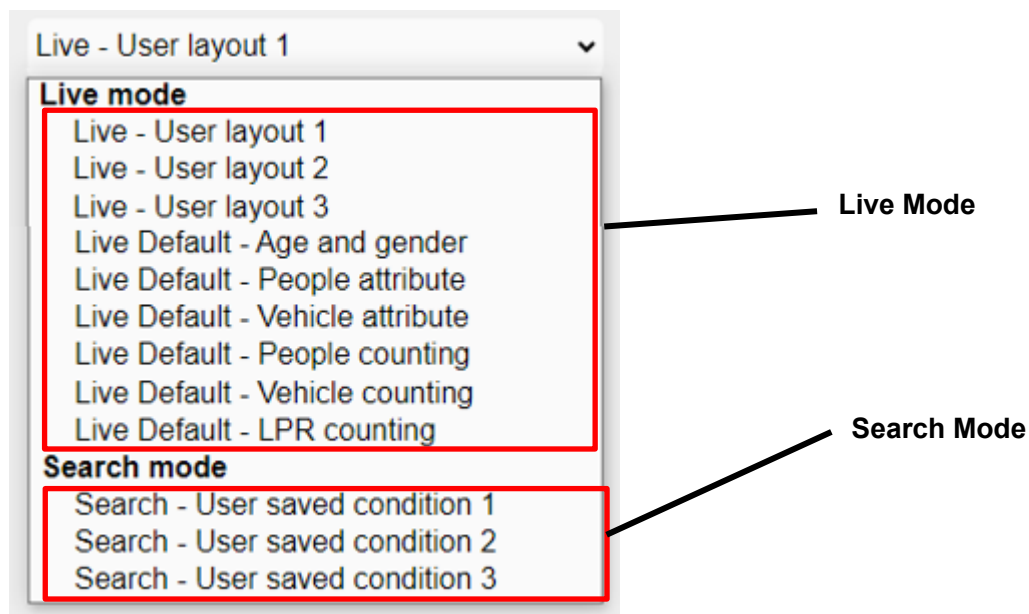 Live - User layout 1
Live mode
Live - User layout 1
Live - User layout 2
Live - User layout 3
Live Default - Age and gender
Live Default - People attribute
Live Default - Vehicle attribute
Live Default - People counting
Live Default - Vehicle counting
Live Default - LPR counting
Search mode
Search - User saved condition 1
Search - User saved condition 2
Search - User saved condition 3
Live Mode
Search Mode